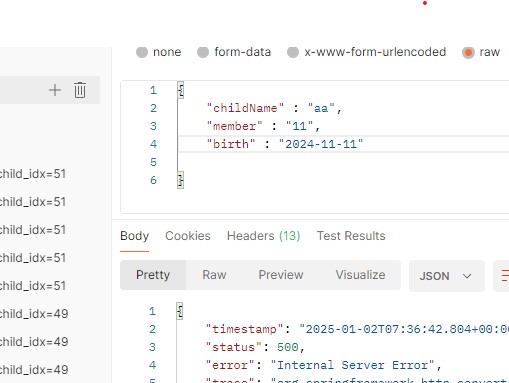 none form-data x-www-form-urlencoded raw
1 {
2 "childName" : "aa",
3 "member" : "11",
4 "birth" : "2024-11-11"
5
6 }
child_idx=51
child_idx=51
child_idx=51
child_idx=51
child_idx=51
child_idx=49
child_idx=49
child_idx=49
Body Cookies Headers (13) Test Results
Pretty Raw Preview Visualize JSON
1 {
2 "timestamp": "2025-01-02T07:36:42.804+00:00
3 "status": 500,
4 "error": "Internal Server Error",
5 "trace": "org.springframework.http.convert